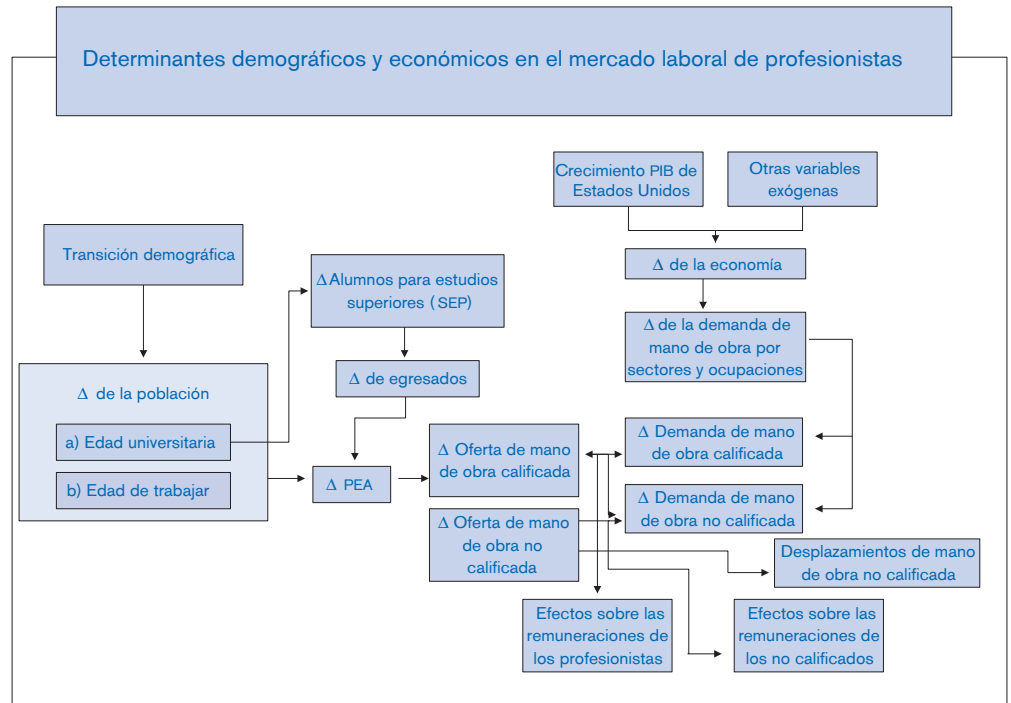 Determinantes demográficos y económicos en el mercado laboral de profesionistas
Crecimiento PIB de
Estados Unidos
Otras variables
exógenas
Transición demográfica
Δ de la economía
Δ Alumnos para estudios
superiores (SEP)
Δ de la demanda de
mano de obra por
sectores y ocupaciones
Δ de egresados
Δ de la población
a) Edad universitaria
b) Edad de trabajar
Δ PEA
Δ Oferta de mano
de obra calificada
Δ Demanda de mano
de obra calificada
Δ Oferta de mano
de obra no
calificada
Δ Demanda de mano
de obra no calificada
Desplazamientos de mano
de obra no calificada
Efectos sobre las
remuneraciones de
los profesionistas
Efectos sobre las
remuneraciones de
los no calificados